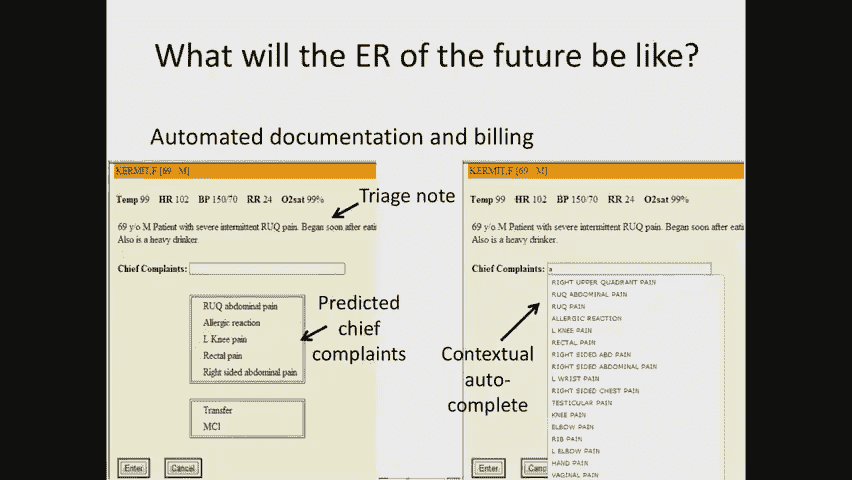 What will the ER of the future be like?
Automated documentation and billing
KERMIT,F [69 M]
Temp 99 HR 102 BP 150/70 RR 24 O2sat 99%
Triage note
69 y/o M Patient with severe intermittent RUQ pain. Began soon after eati
Also is a heavy drinker.
Chief Complaints:
RUQ abdominal pain
Allergic reaction
L Knee pain
Rectal pain
Right sided abdominal pain
Predicted
chief
complaints
Transfer
MCI
Enter Cancel
KERMIT,F [69 M]
Temp 99 HR 102 BP 150/70 RR 24 O2sat 99%
69 y/o M Patient with severe intermittent RUQ pain. Began soon after eati
Also is a heavy drinker.
Chief Complaints: a
RIGHT UPPER QUADRANT PAIN
RUQ ABDOMINAL PAIN
RUQ PAIN
ALLERGIC REACTION
L KNEE PAIN
RECTAL PAIN
RIGHT SIDED ABD PAIN
RIGHT SIDED ABDOMINAL PAIN
L WRIST PAIN
RIGHT SIDED CHEST PAIN
TESTICULAR PAIN
KNEE PAIN
ELBOW PAIN
RIB PAIN
L ELBOW PAIN
HAND PAIN
VAGINAL PAIN
Contextual
auto-
complete
Enter Canc